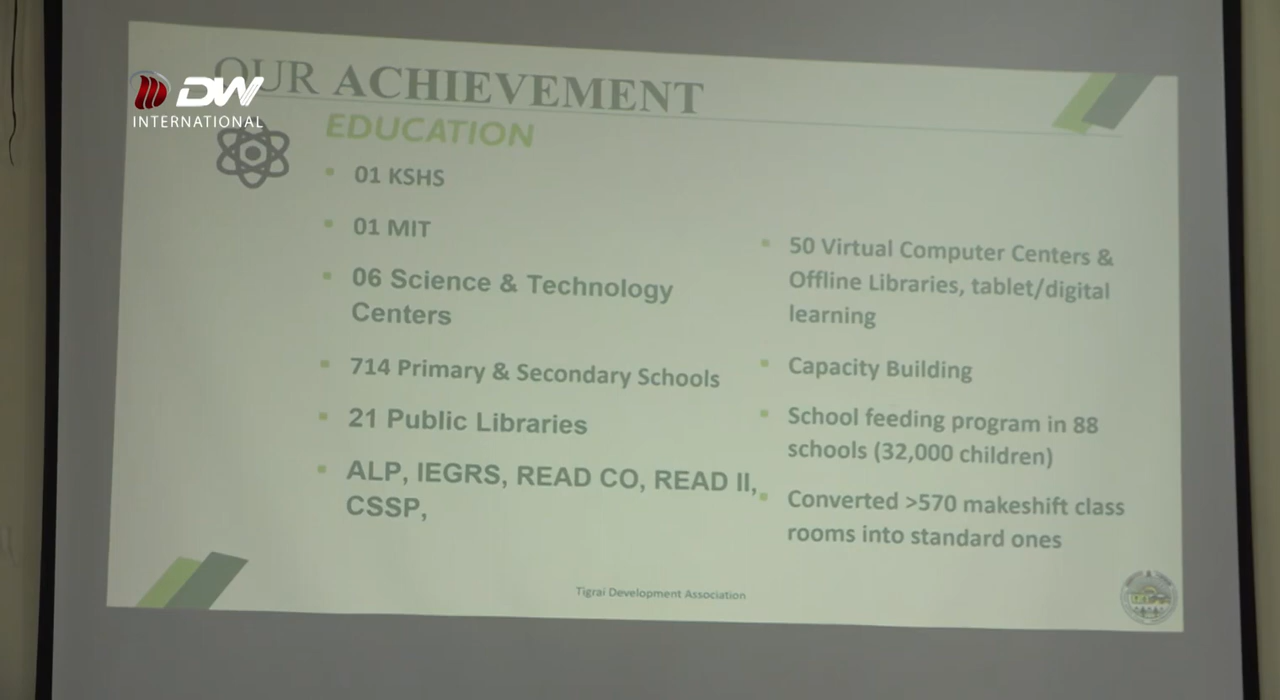 OUR ACHIEVEMENT
DW
INTERNATIONAL
EDUCATION
01 KSHS
01 MIT
06 Science & Technology
Centers
714 Primary & Secondary Schools
21 Public Libraries
ALP, IEGRS, READ CO, READ II,
CSSP,
50 Virtual Computer Centers &
Offline Libraries, tablet/digital
learning
Capacity Building
School feeding program in 88
schools (32,000 children)
Converted >570 makeshift class
rooms into standard ones
Tigrai Development Association